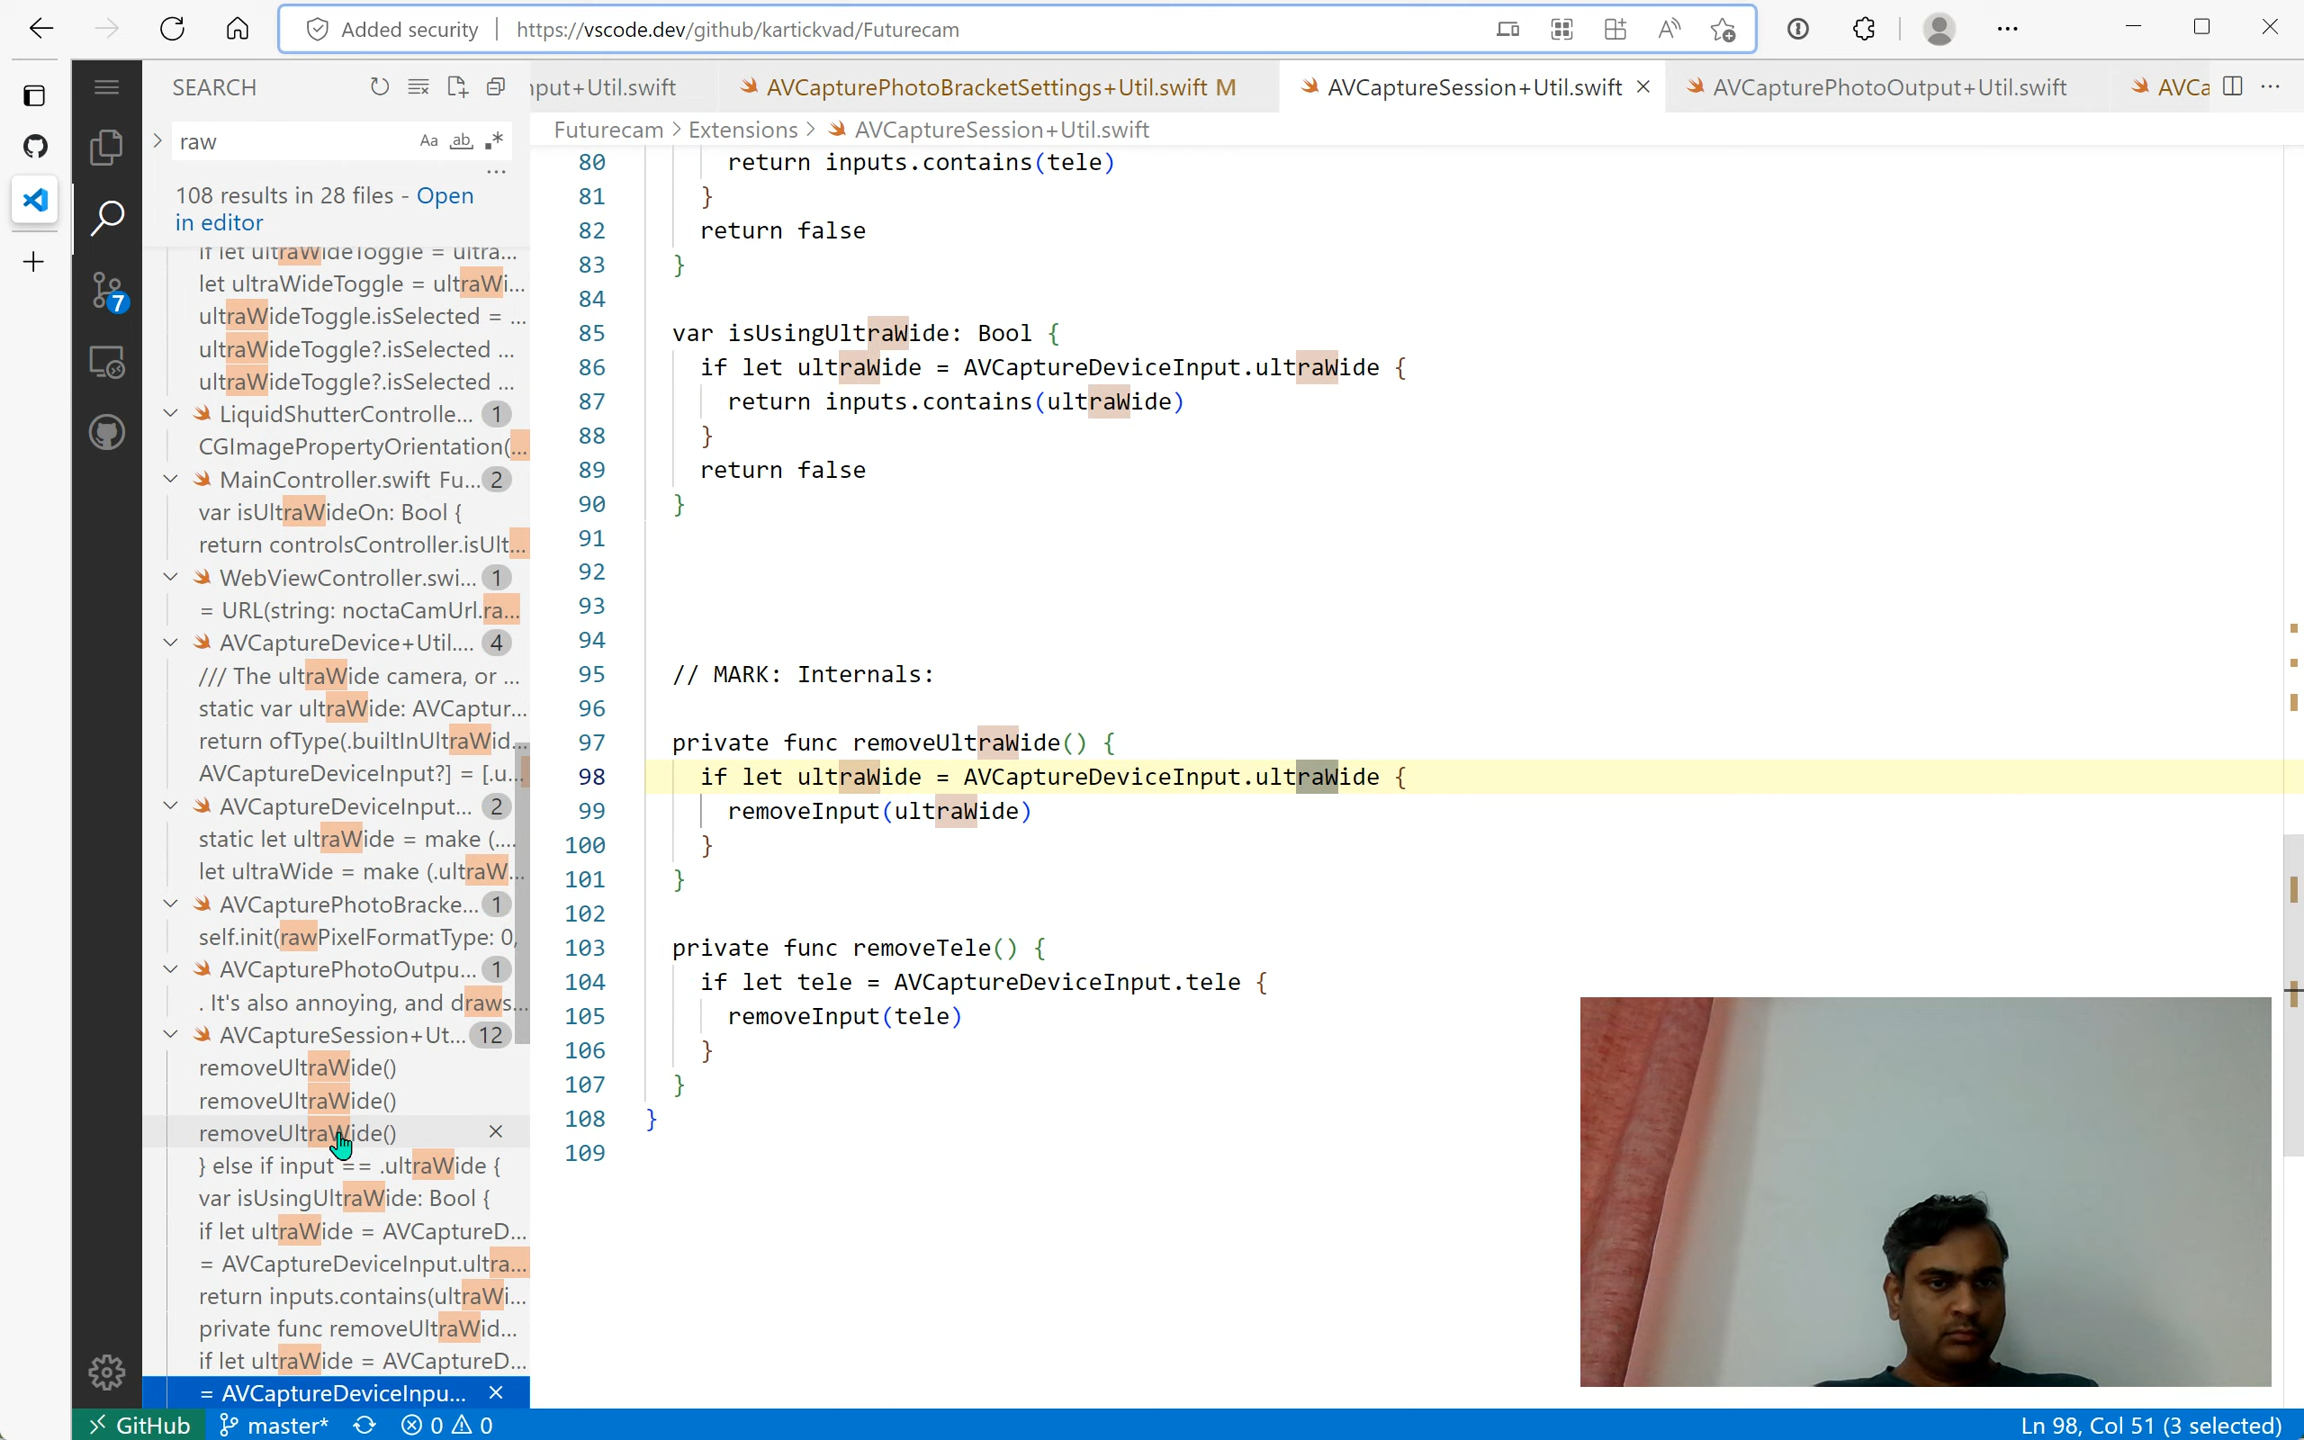 Added security https://vscode.dev/github/kartickvad/Futurecam
SEARCH
raw
Aa ab
108 results in 28 files - Open
in editor
if let ultraWideToggle = ultra...
let ultraWideToggle = ultraWi...
ultraWideToggle.isSelected = ...
ultraWideToggle?.isSelected ...
ultraWideToggle?.isSelected ...
LiquidShutterControlle... 1
CGImagePropertyOrientation(...
MainController.swift Fu... 2
var isUltraWideOn: Bool {
return controlsController.isUlt...
WebViewController.swi... 1
= URL(string: noctaCamUrl.ra...
AVCaptureDevice+Util.... 4
/// The ultraWide camera, or ...
static var ultraWide: AVCaptur...
return ofType(.builtInUltraWid...
AVCaptureDeviceInput?] = [.u...
AVCaptureDeviceInput... 2
static let ultraWide = make (....
let ultraWide = make (.ultraW...
AVCapturePhotoBracke... 1
self.init(rawPixelFormatType: 0,
AVCapturePhotoOutpu... 1
. It's also annoying, and draws...
AVCaptureSession+Ut... 12
removeUltraWide()
removeUltraWide()
removeUltraWide()
} else if input == .ultraWide {
var isUsingUltraWide: Bool {
if let ultraWide = AVCaptureD...
= AVCaptureDeviceInput.ultra...
return inputs.contains(ultraWi...
private func removeUltraWid...
if let ultraWide = AVCaptureD...
= AVCaptureDeviceInpu...
7
nput+Util.swift AVCapturePhotoBracketSettings+Util.swift M AVCaptureSession+Util.swift AVCapturePhotoOutput+Util.swift AVCa
Futurecam > Extensions > AVCaptureSession+Util.swift
80 return inputs.contains(tele)
81 }
82 return false
83 }
84
85 var isUsingUltraWide: Bool {
86 if let ultraWide = AVCaptureDeviceInput.ultraWide {
87 return inputs.contains(ultraWide)
88 }
89 return false
90 }
91
92
93
94
95 // MARK: Internals:
96
97 private func removeUltraWide() {
98 if let ultraWide = AVCaptureDeviceInput.ultraWide {
99 removeInput(ultraWide)
100 }
101 }
102
103 private func removeTele() {
104 if let tele = AVCaptureDeviceInput.tele {
105 removeInput(tele)
106 }
107 }
108 }
109
GitHub master* 0 0 Ln 98, Col 51 (3 selected)